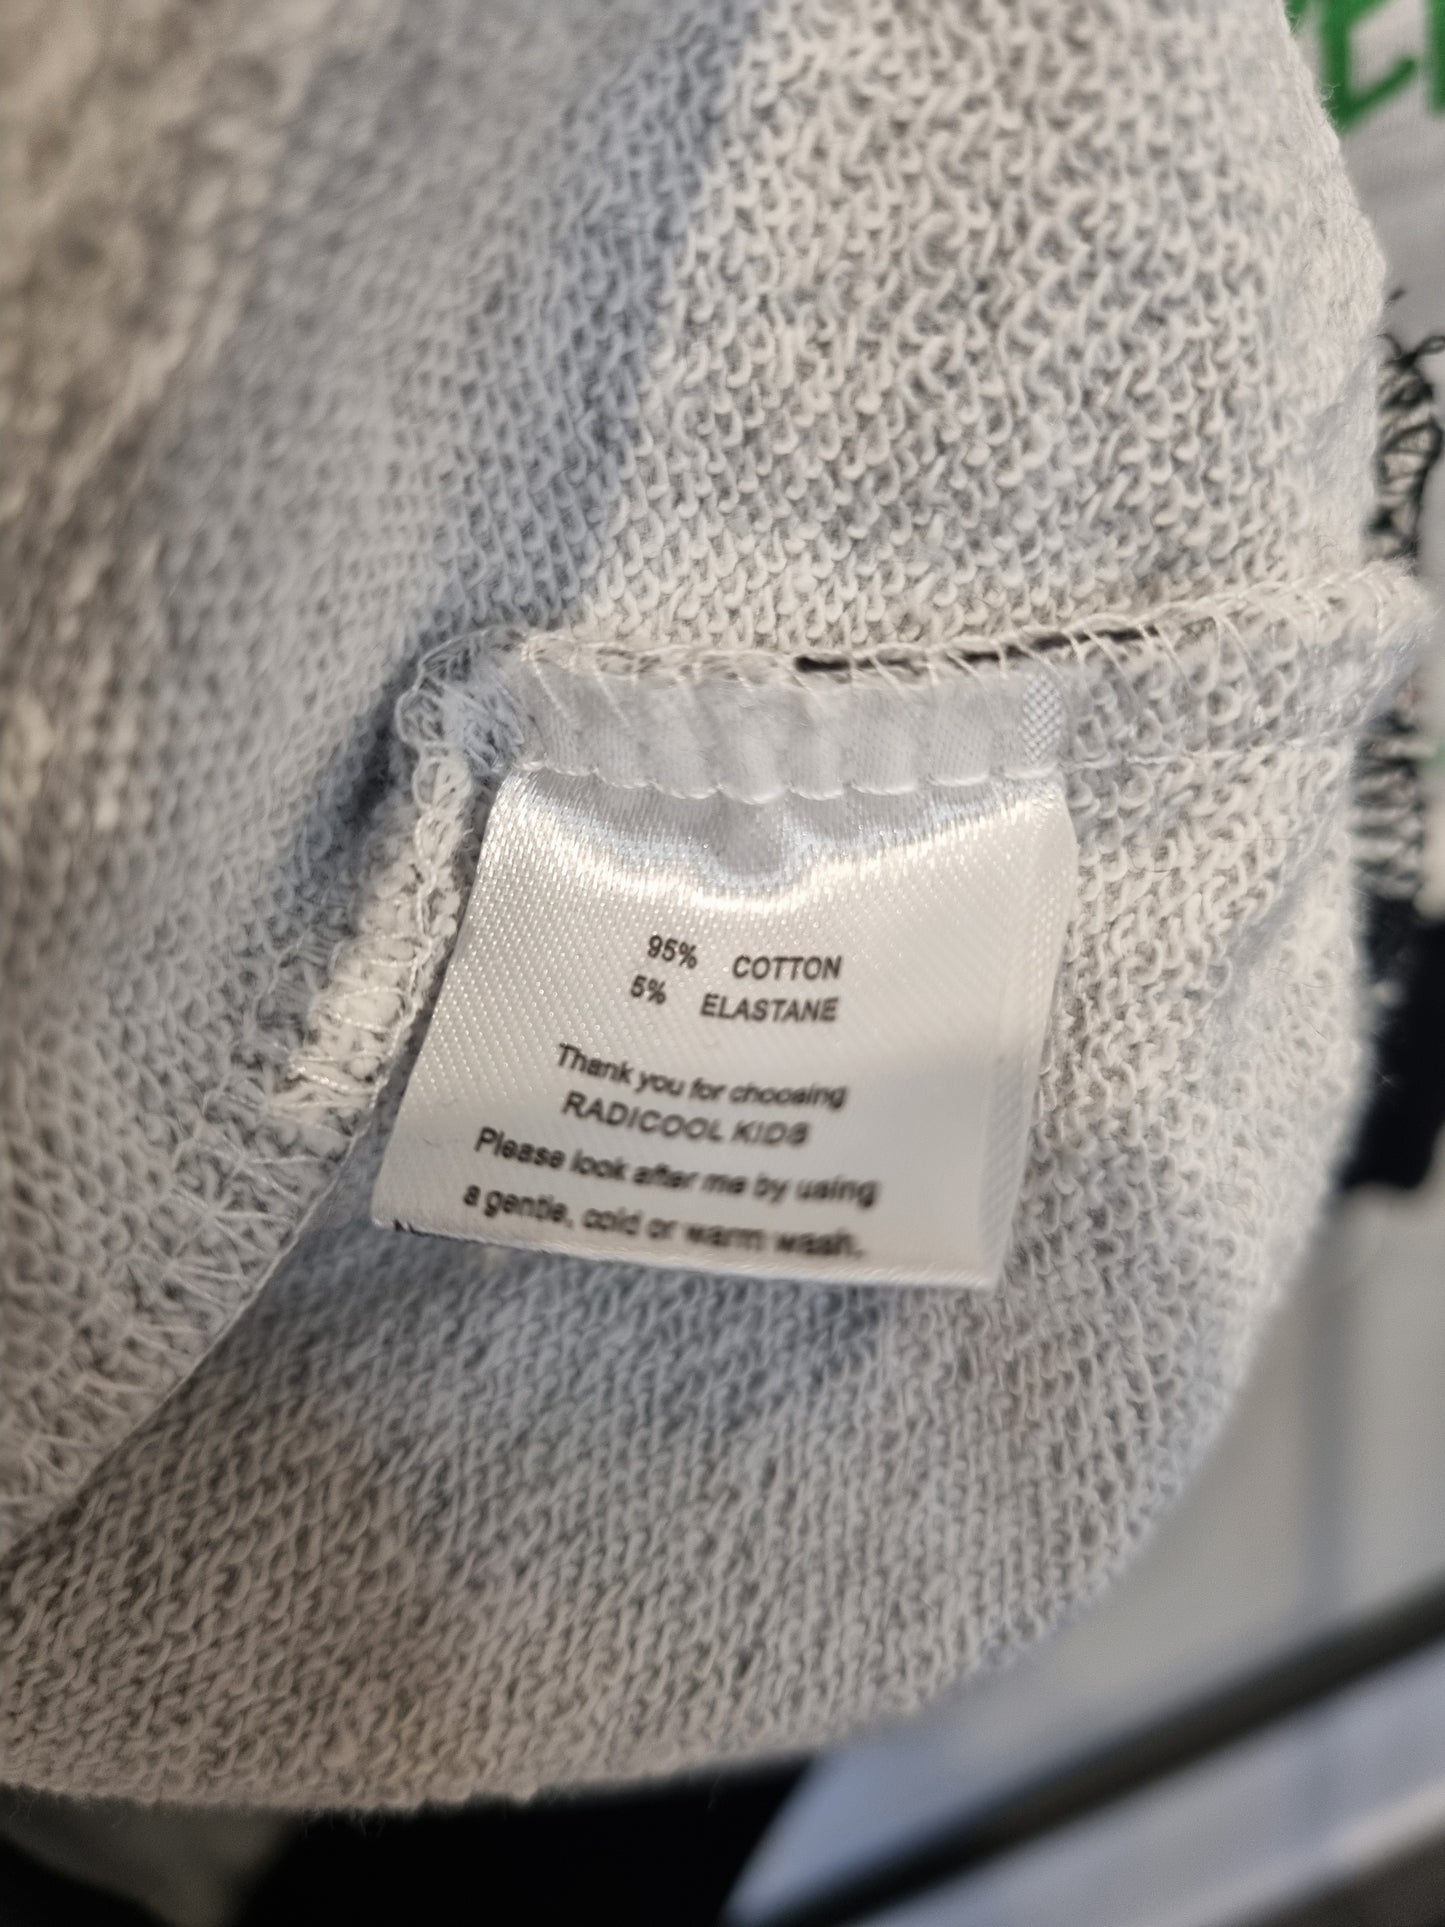 95% COTTON
5% ELASTANE
Thank you for choosing
RADICOOL KIDS
Please look after me by using
a gentle, cold or warm wash.